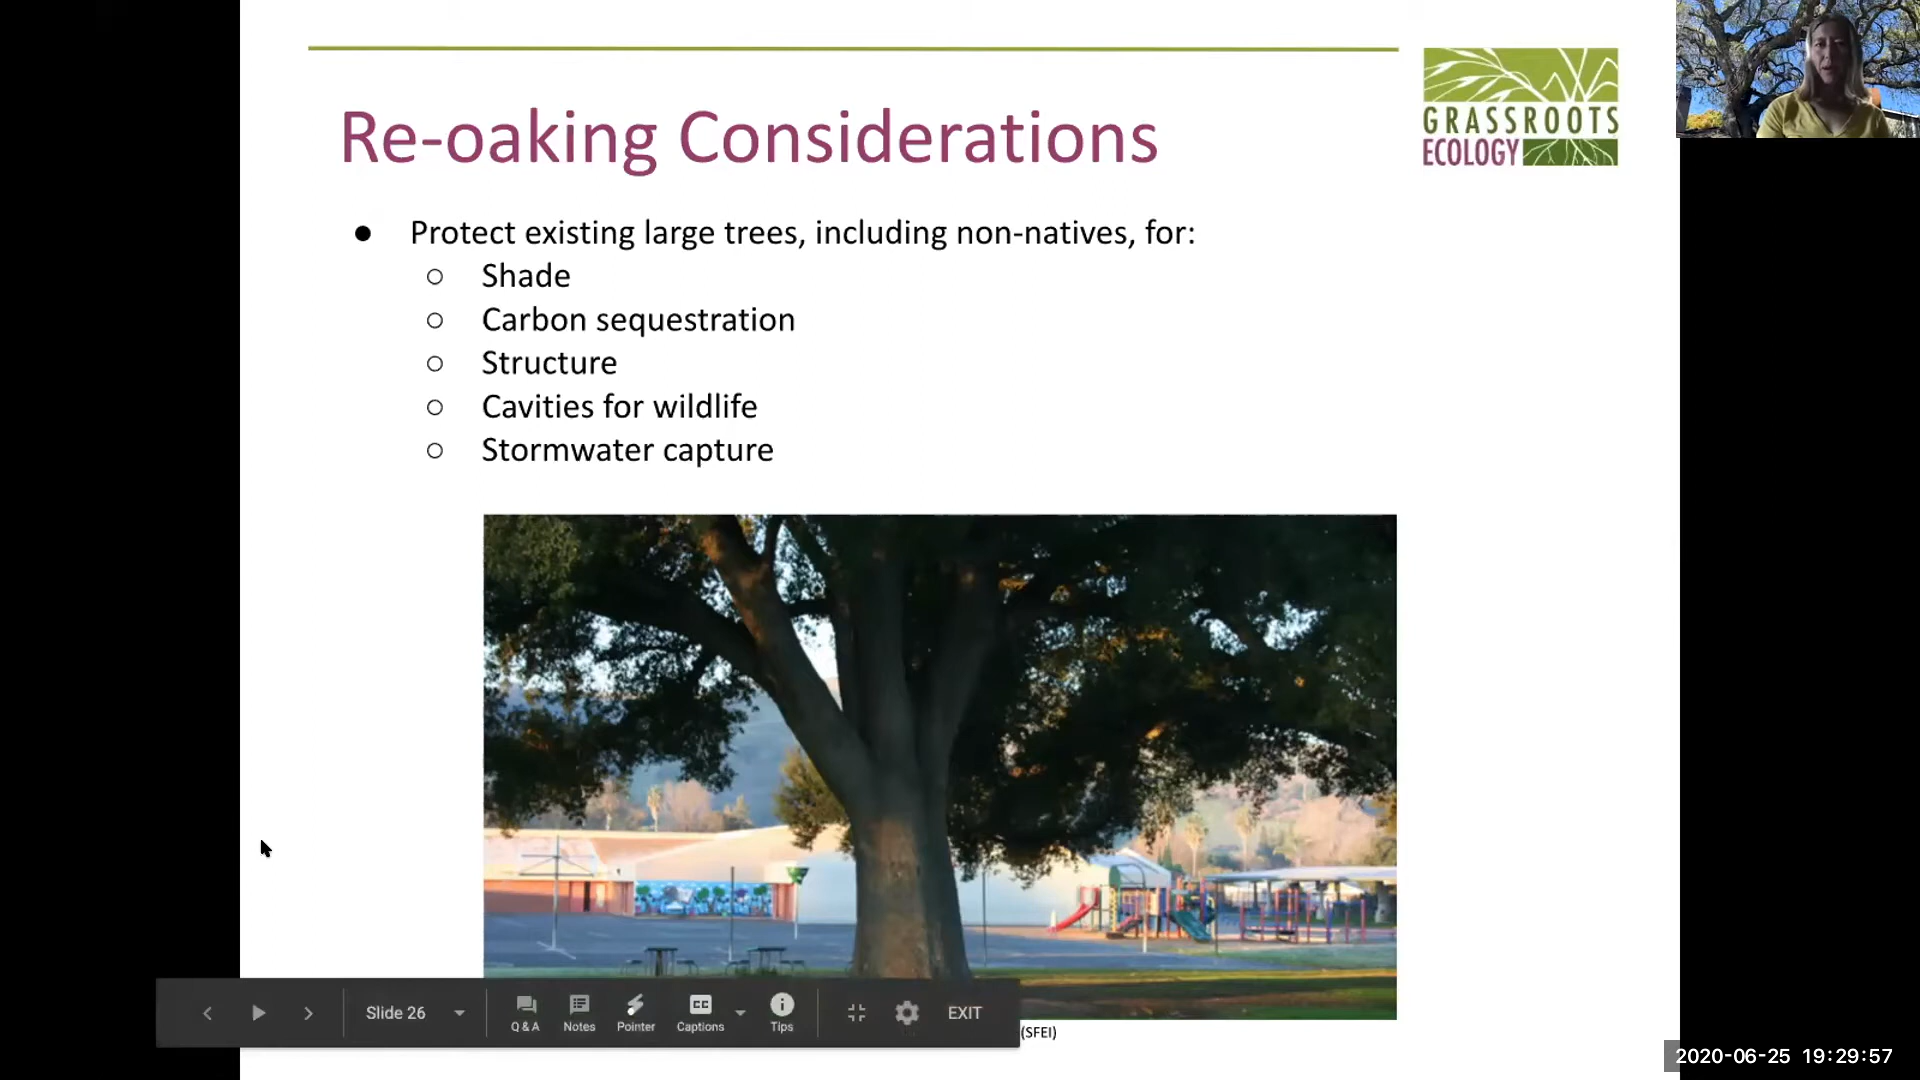 Re-oaking Considerations
GRASSROOTS
ECOLOGY
● Protect existing large trees, including non-natives, for:
○ Shade
○ Carbon sequestration
○ Structure
○ Cavities for wildlife
○ Stormwater capture
Slide 26
Q & A
Notes
Pointer
CC
Captions
Tips
EXIT
(SFEI)
2020-06-25 19:29:57